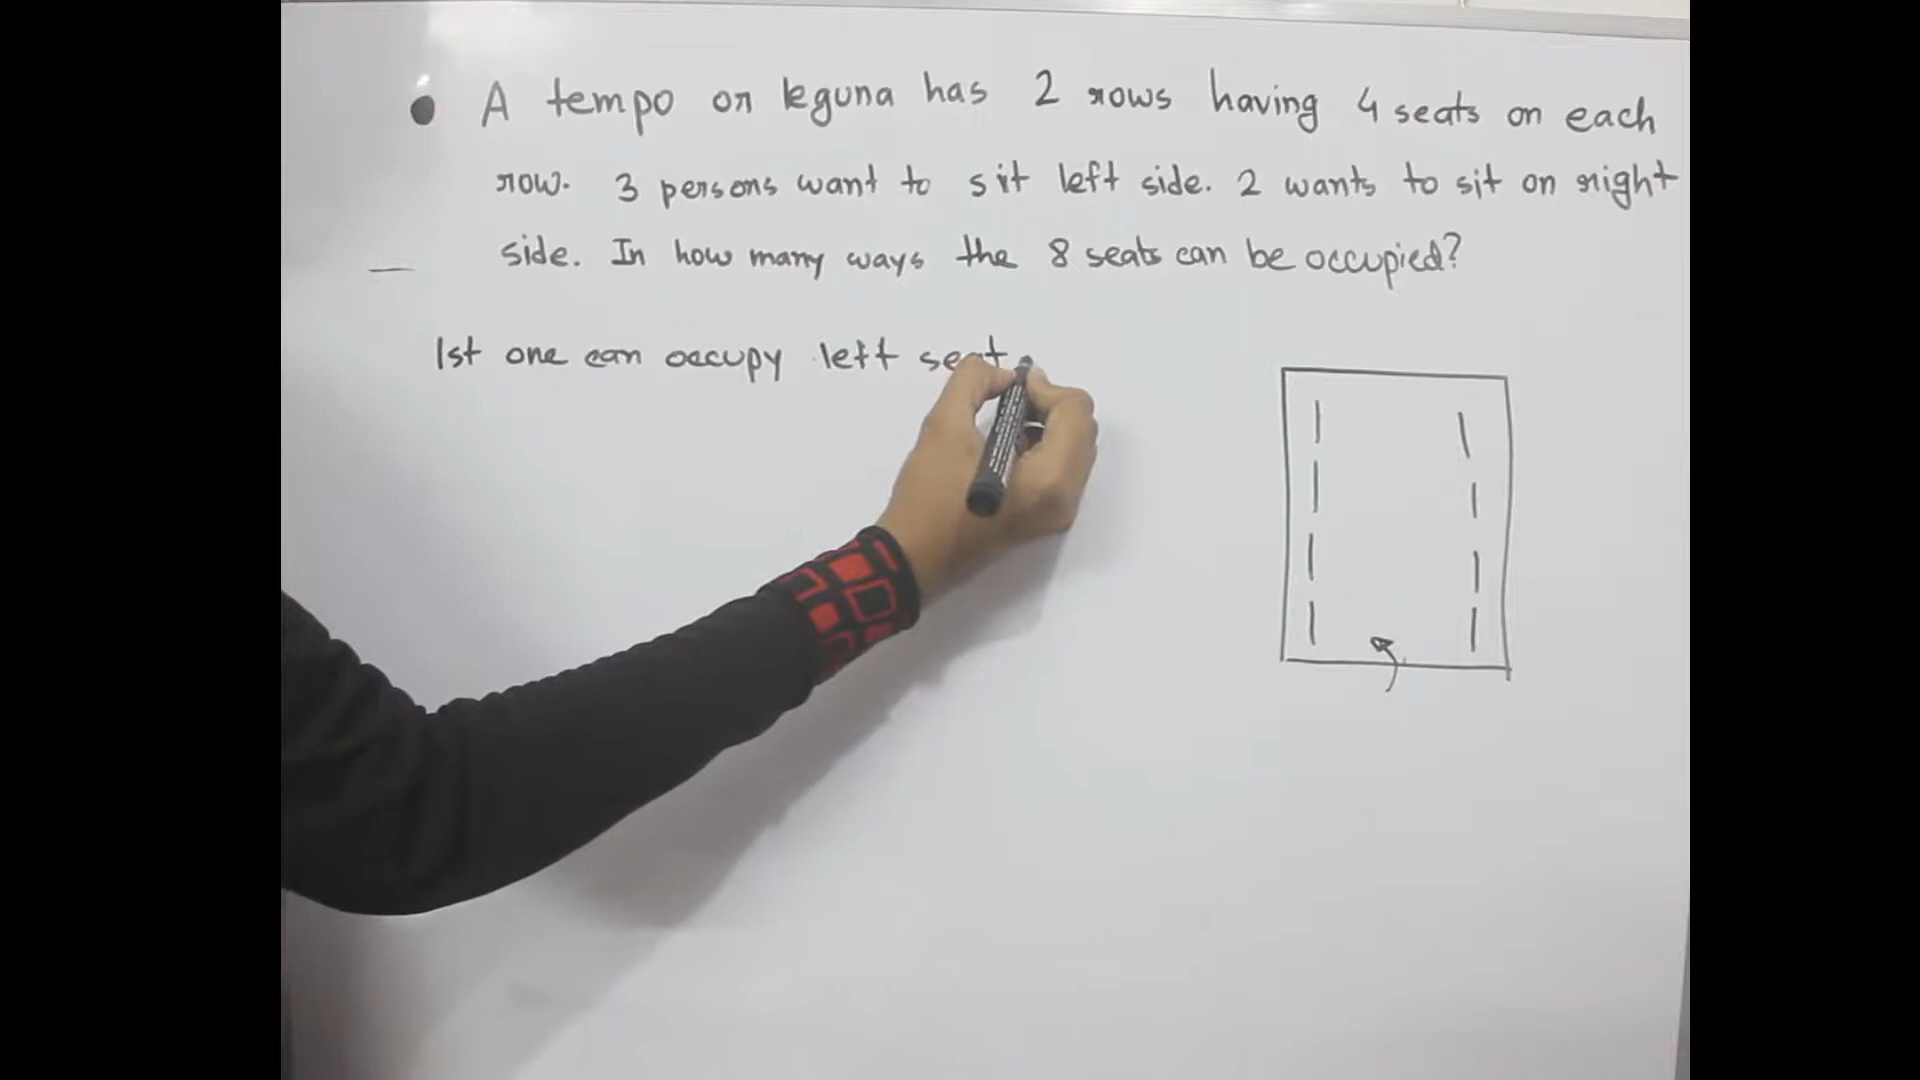 A tempo or leguna has 2 rows having 4 seats on each
row. 3 persons want to sit left side. 2 wants to sit on right
side. In how many ways the 8 seats can be occupied?
1st one can occupy left seat